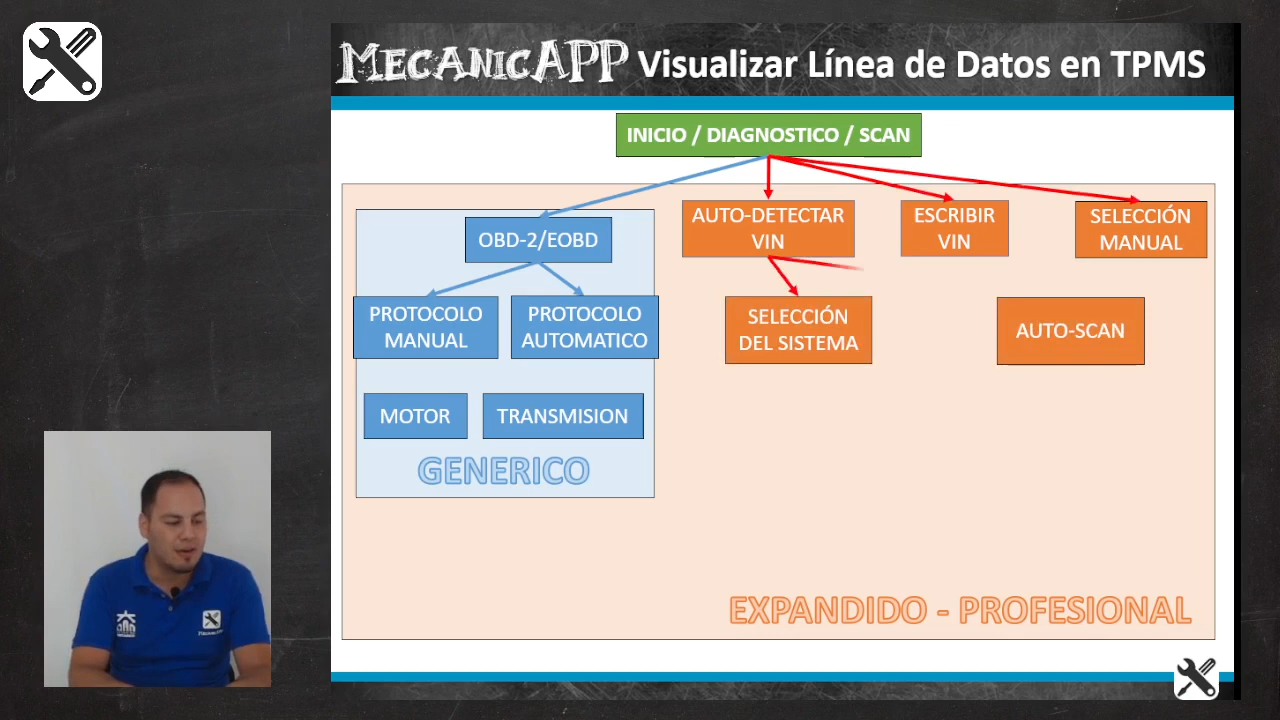 MECANICAPP Visualizar Línea de Datos en TPMS
INICIO / DIAGNOSTICO / SCAN
OBD-2/EOBD
AUTO-DETECTAR
VIN
ESCRIBIR
VIN
SELECCIÓN
MANUAL
PROTOCOLO
MANUAL
PROTOCOLO
AUTOMATICO
SELECCIÓN
DEL SISTEMA
AUTO-SCAN
MOTOR
TRANSMISION
GENERICO
EXPANDIDO - PROFESIONAL